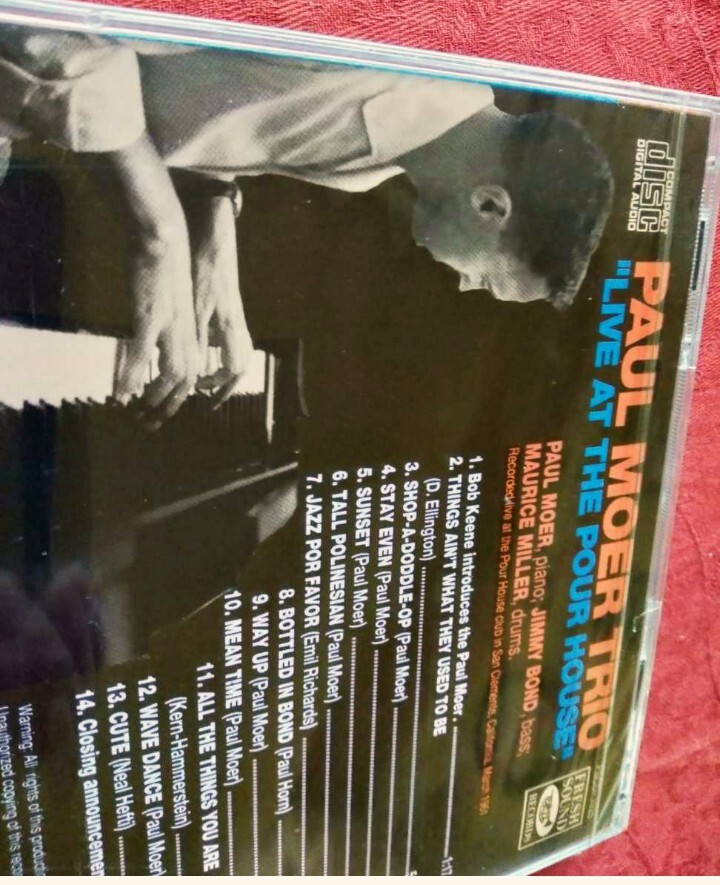 COMPACT
disc
DIGITAL AUDIO
PAUL MOER TRIO
"LIVE AT THE POUR HOUSE"
FRESH
SOUND
RECORDS
PAUL MOER, piano; JIMMY BOND, bass;
MAURICE MILLER, drums.
Recorded live at the Pour House club in San Clemente, California, March 1961
1. Bob Keene introduces the Paul Moer 1:17
2. THINGS AIN'T WHAT THEY USED TO BE
(D. Ellington)
3. SHOP-A-DODDLE-OP (Paul Moer)
4. STAY EVEN (Paul Moer)
5. SUNSET (Paul Moer)
6. TALL POLINESIAN (Paul Moer)
7. JAZZ POR FAVOR (Emil Richards)
8. BOTTLED IN BOND (Paul Horn)
9. WAY UP (Paul Moer)
10. MEAN TIME (Paul Moer)
11. ALL THE THINGS YOU ARE
(Kern-Hammerstein)
12. WAVE DANCE (Paul Moer)
13. CUTE (Neal Hefti)
14. Closing announcemen
Warning: All rights of this produc
Unauthorized copying of this recor